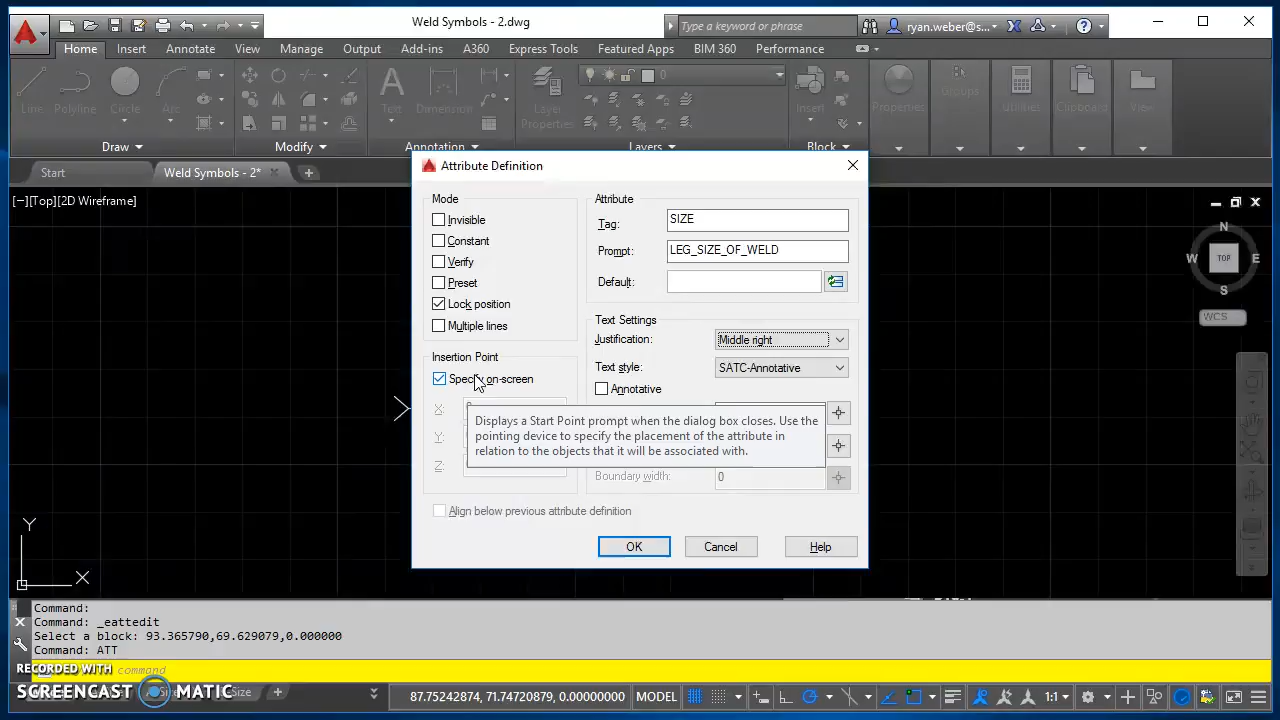 Weld Symbols - 2.dwg
Type a keyword or phrase
ryan.weber@s...
Home Insert Annotate View Manage Output Add-ins A360 Express Tools Featured Apps BIM 360 Performance
Line Polyline Circle Arc Text Dimension Layer Properties 0 Insert Properties Groups Utilities Clipboard View
Draw Modify Annotation Layers Block
Start Weld Symbols - 2*
[−][Top][2D Wireframe]
N
W TOP E
S
WCS
Attribute Definition
Mode
Invisible
Constant
Verify
Preset
Lock position
Multiple lines
Insertion Point
Specify on-screen
X:
Y:
Z:
Align below previous attribute definition
Attribute
Tag: SIZE
Prompt: LEG_SIZE_OF_WELD
Default:
Text Settings
Justification: Middle right
Text style: SATC-Annotative
Annotative
Displays a Start Point prompt when the dialog box closes. Use the
pointing device to specify the placement of the attribute in
relation to the objects that it will be associated with.
Boundary width: 0
OK Cancel Help
Y
X
Command:
Command: _eattedit
Select a block: 93.365790,69.629079,0.000000
Command: ATT
command
RECORDED WITH
SCREENCAST MATIC
Size
87.75242874, 71.74720879, 0.00000000 MODEL 1:1